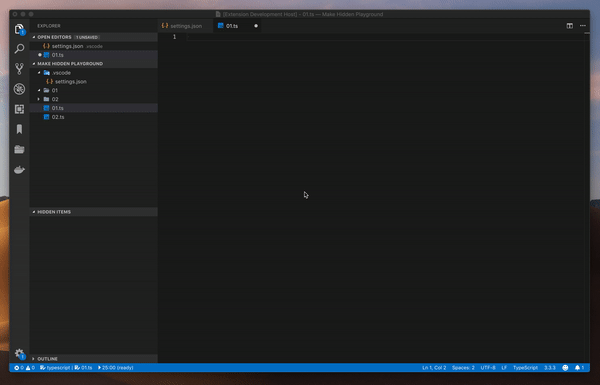 [Extension Development Host] - 01.ts — Make Hidden Playground
EXPLORER
OPEN EDITORS 1 UNSAVED
settings.json .vscode
01.ts
MAKE HIDDEN PLAYGROUND
.vscode
settings.json
01
02
01.ts
02.ts
HIDDEN ITEMS
OUTLINE
settings.json
01.ts
1
0 0 typescript | 01.ts 25:00 (ready)
Ln 1, Col 2 Spaces: 2 UTF-8 LF TypeScript 3.3.3 1